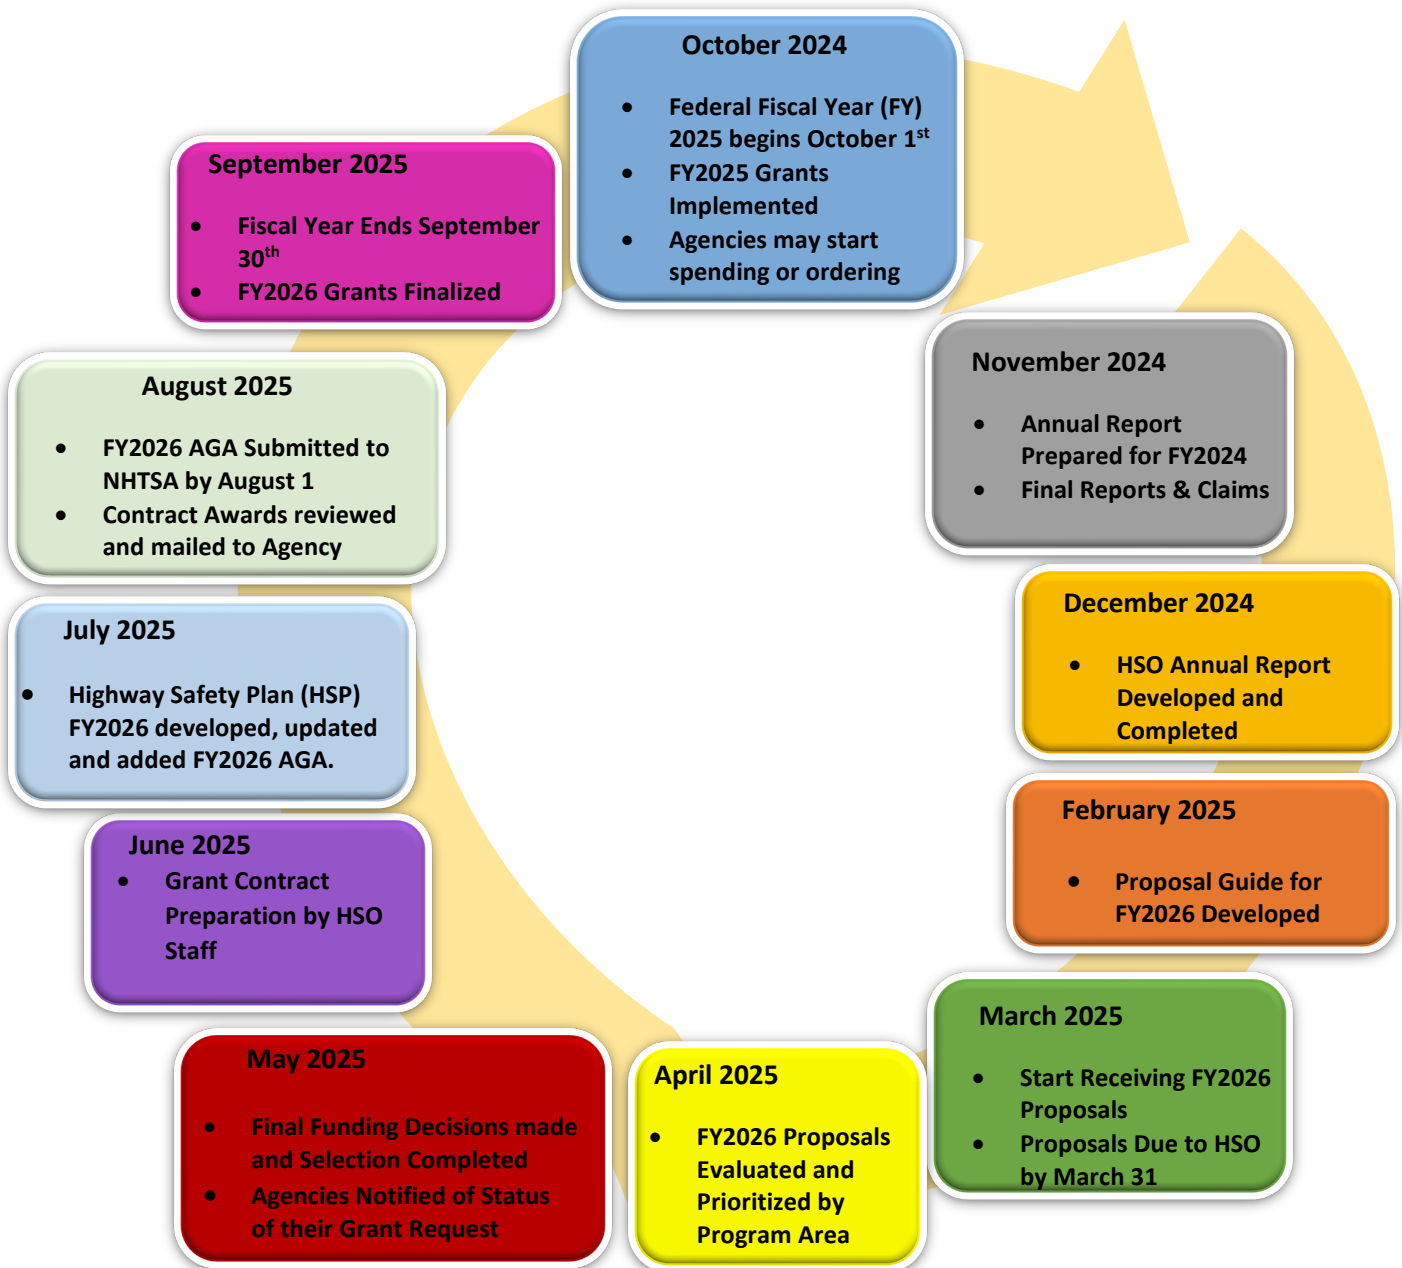 October 2024
• Federal Fiscal Year (FY)
2025 begins October 1st
• FY2025 Grants
Implemented
• Agencies may start
spending or ordering
November 2024
• Annual Report
Prepared for FY2024
• Final Reports & Claims
December 2024
• HSO Annual Report
Developed and
Completed
February 2025
• Proposal Guide for
FY2026 Developed
March 2025
• Start Receiving FY2026
Proposals
• Proposals Due to HSO
by March 31
April 2025
• FY2026 Proposals
Evaluated and
Prioritized by
Program Area
May 2025
• Final Funding Decisions made
and Selection Completed
• Agencies Notified of Status
of their Grant Request
June 2025
• Grant Contract
Preparation by HSO
Staff
July 2025
• Highway Safety Plan (HSP)
FY2026 developed, updated
and added FY2026 AGA.
August 2025
• FY2026 AGA Submitted to
NHTSA by August 1
• Contract Awards reviewed
and mailed to Agency
September 2025
• Fiscal Year Ends September
30th
• FY2026 Grants Finalized